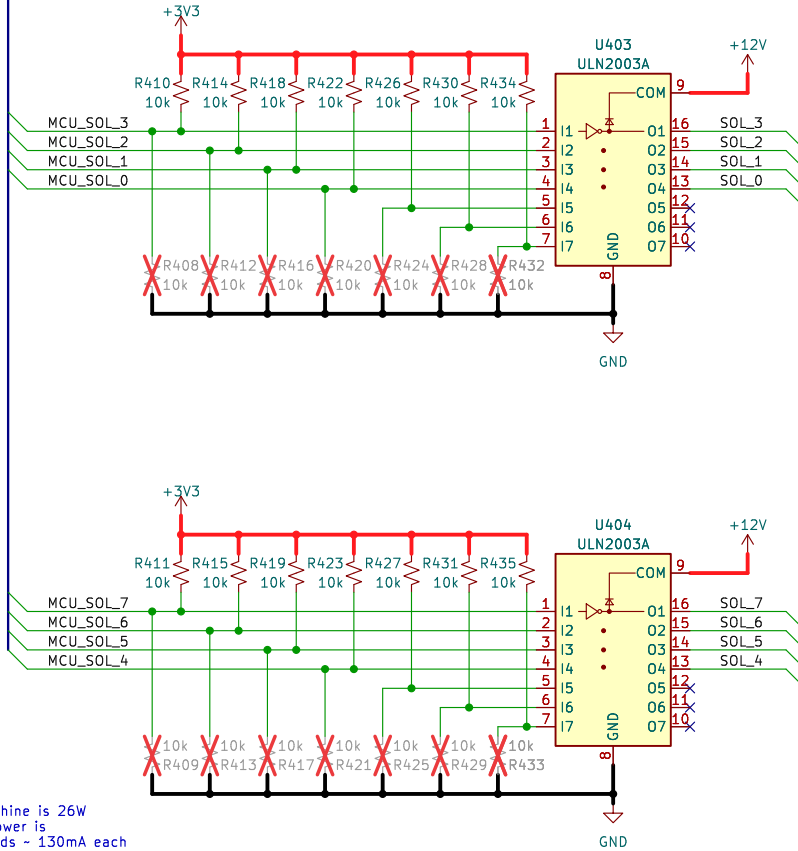 +3V3
U403
ULN2003A
+12V
R410 R414 R418 R422 R426 R430 R434
10k 10k 10k 10k 10k 10k 10k
9 COM
MCU_SOL_3 1 I1 O1 16 SOL_3
MCU_SOL_2 2 I2 O2 15 SOL_2
MCU_SOL_1 3 I3 O3 14 SOL_1
MCU_SOL_0 4 I4 O4 13 SOL_0
5 I5 O5 12
6 I6 O6 11
7 I7 O7 10
GND
8
R408 R412 R416 R420 R424 R428 R432
10k 10k 10k 10k 10k 10k 10k
GND
+3V3
U404
ULN2003A
+12V
R411 R415 R419 R423 R427 R431 R435
10k 10k 10k 10k 10k 10k 10k
9 COM
MCU_SOL_7 1 I1 O1 16 SOL_7
MCU_SOL_6 2 I2 O2 15 SOL_6
MCU_SOL_5 3 I3 O3 14 SOL_5
MCU_SOL_4 4 I4 O4 13 SOL_4
5 I5 O5 12
6 I6 O6 11
7 I7 O7 10
GND
8
10k 10k 10k 10k 10k 10k 10k
R409 R413 R417 R421 R425 R429 R433
GND
hine is 26W
ower is
ds ~ 130mA each